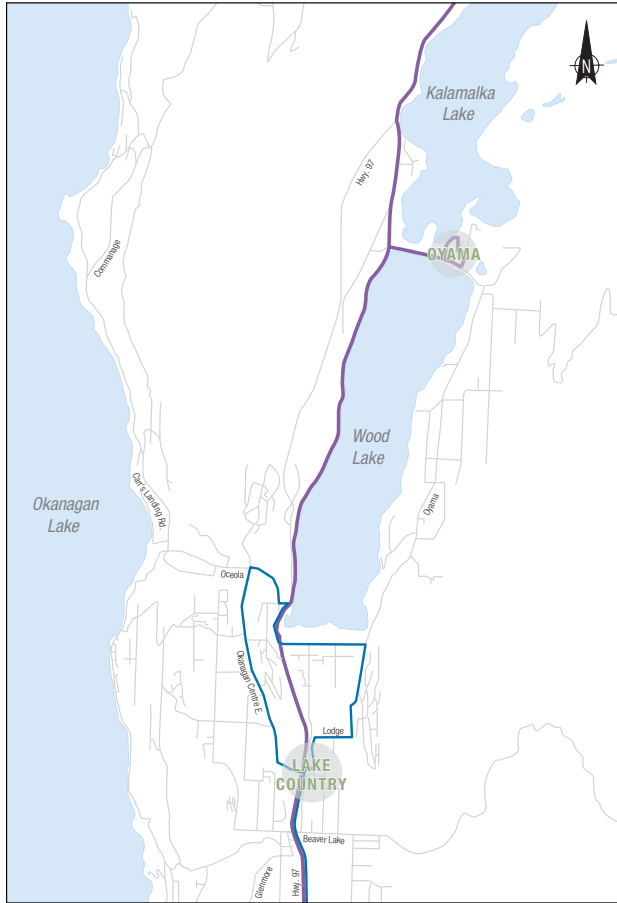 N
Kalamalka
Lake
Hwy. 97
OYAMA
Commonage
Wood
Lake
Carr's Landing Rd.
Okanagan
Lake
Oyama
Oceola
Okanagan Centre E.
Lodge
LAKE
COUNTRY
Beaver Lake
Glenmore
Hwy. 97